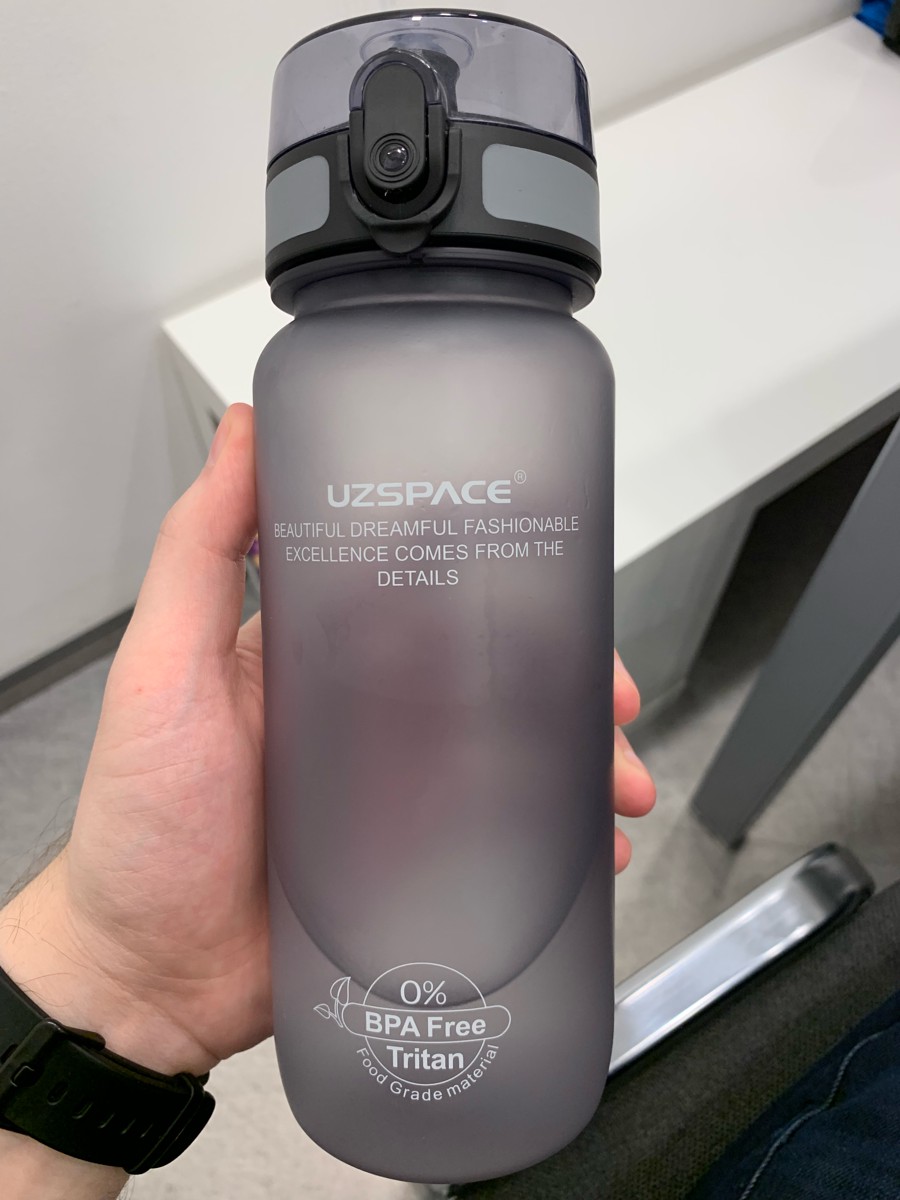 UZSPACE®
BEAUTIFUL DREAMFUL FASHIONABLE
EXCELLENCE COMES FROM THE
DETAILS
0%
BPA Free
Tritan
Food Grade material